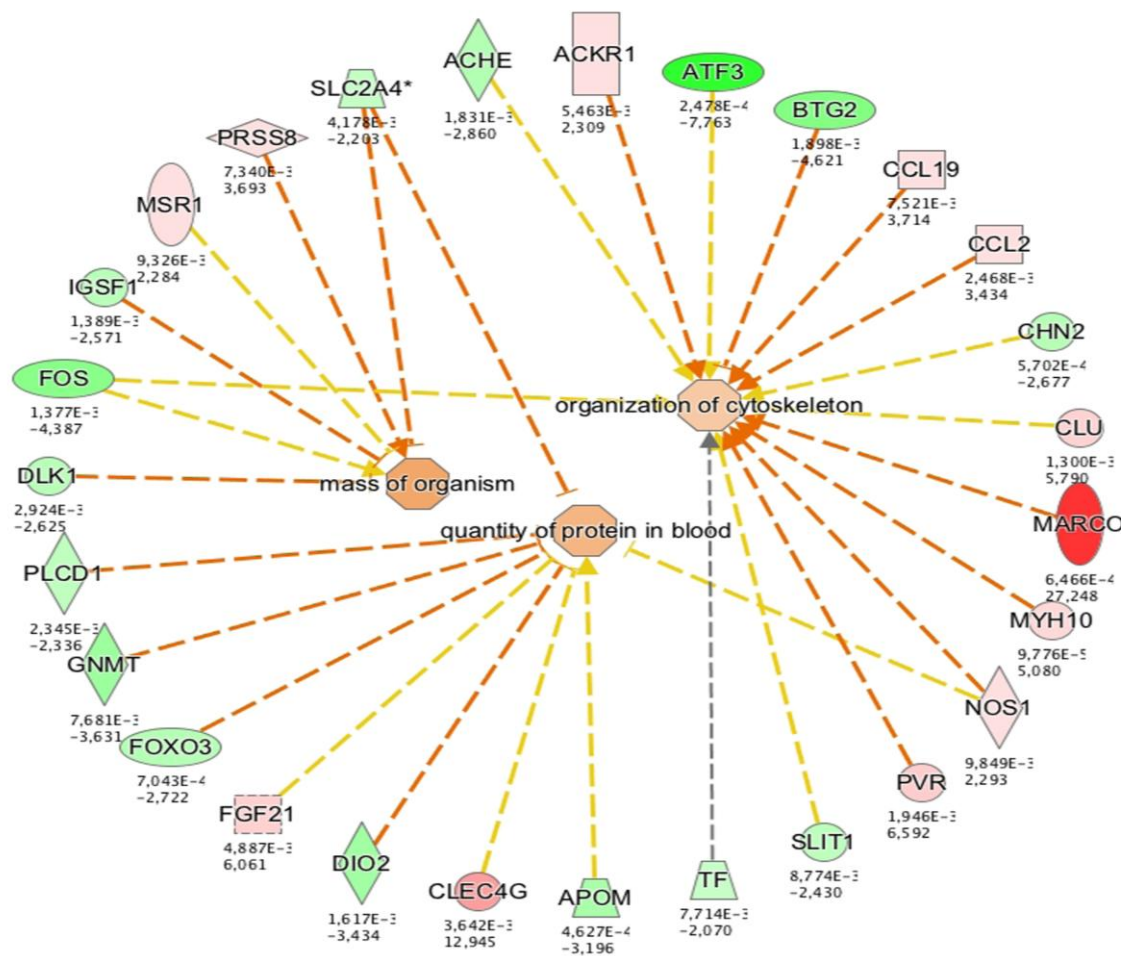 ACHE
1,831E-3
-2,860
ACKR1
5,463E-3
2,309
ATF3
2,478E-4
-7,763
BTG2
1,898E-3
-4,621
CCL19
7,521E-3
3,714
CCL2
2,468E-3
3,434
CHN2
5,702E-4
-2,677
CLU
1,300E-3
5,790
MARCO
6,466E-4
27,248
MYH10
9,776E-5
5,080
NOS1
9,849E-3
2,293
PVR
1,946E-3
6,592
SLIT1
8,774E-3
-2,430
TF
7,714E-3
-2,070
APOM
4,627E-4
-3,196
CLEC4G
3,642E-3
12,945
DIO2
1,617E-3
-3,434
FGF21
4,887E-3
6,061
FOXO3
7,043E-4
-2,722
GNMT
7,681E-3
-3,631
PLCD1
2,345E-3
-2,336
DLK1
2,924E-3
-2,625
FOS
1,377E-3
-4,387
IGSF1
1,389E-3
-2,571
MSR1
9,326E-3
2,284
PRSS8
7,340E-3
3,693
SLC2A4*
4,178E-3
-2,203
organization of cytoskeleton
mass of organism
quantity of protein in blood